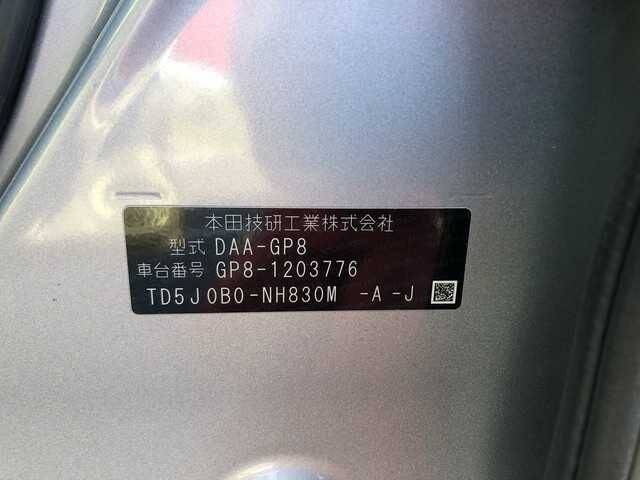 本田技研工業株式会社
型式 DAA-GP8
車台番号 GP8-1203776
TD5J0B0-NH830M -A -J